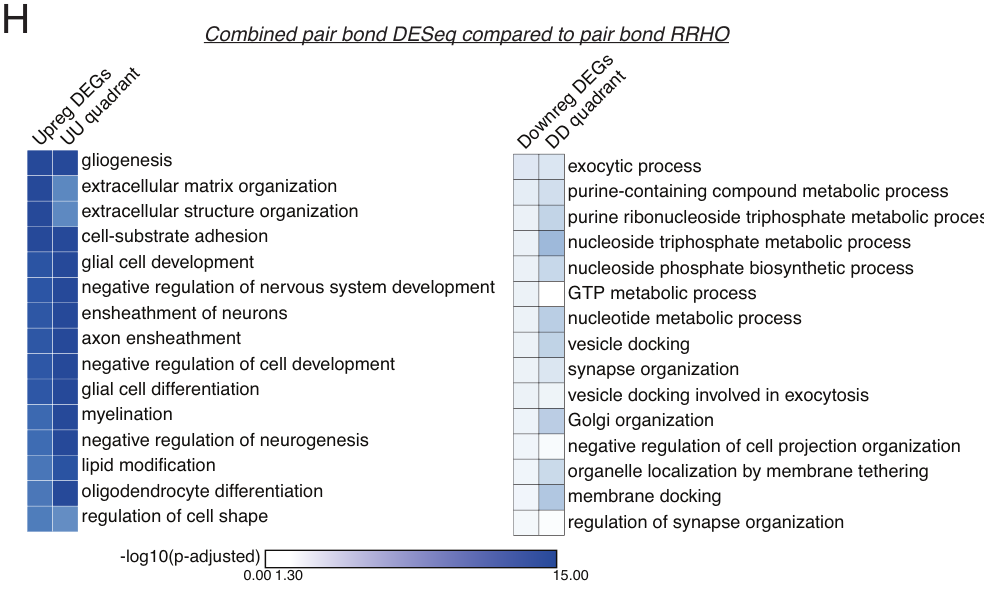 H
Combined pair bond DESeq compared to pair bond RRHO
Upreg DEGs
UU quadrant
gliogenesis
extracellular matrix organization
extracellular structure organization
cell-substrate adhesion
glial cell development
negative regulation of nervous system development
ensheathment of neurons
axon ensheathment
negative regulation of cell development
glial cell differentiation
myelination
negative regulation of neurogenesis
lipid modification
oligodendrocyte differentiation
regulation of cell shape
Downreg DEGs
DD quadrant
exocytic process
purine-containing compound metabolic process
purine ribonucleoside triphosphate metabolic proces
nucleoside triphosphate metabolic process
nucleoside phosphate biosynthetic process
GTP metabolic process
nucleotide metabolic process
vesicle docking
synapse organization
vesicle docking involved in exocytosis
Golgi organization
negative regulation of cell projection organization
organelle localization by membrane tethering
membrane docking
regulation of synapse organization
-log10(p-adjusted)
0.00 1.30 15.00